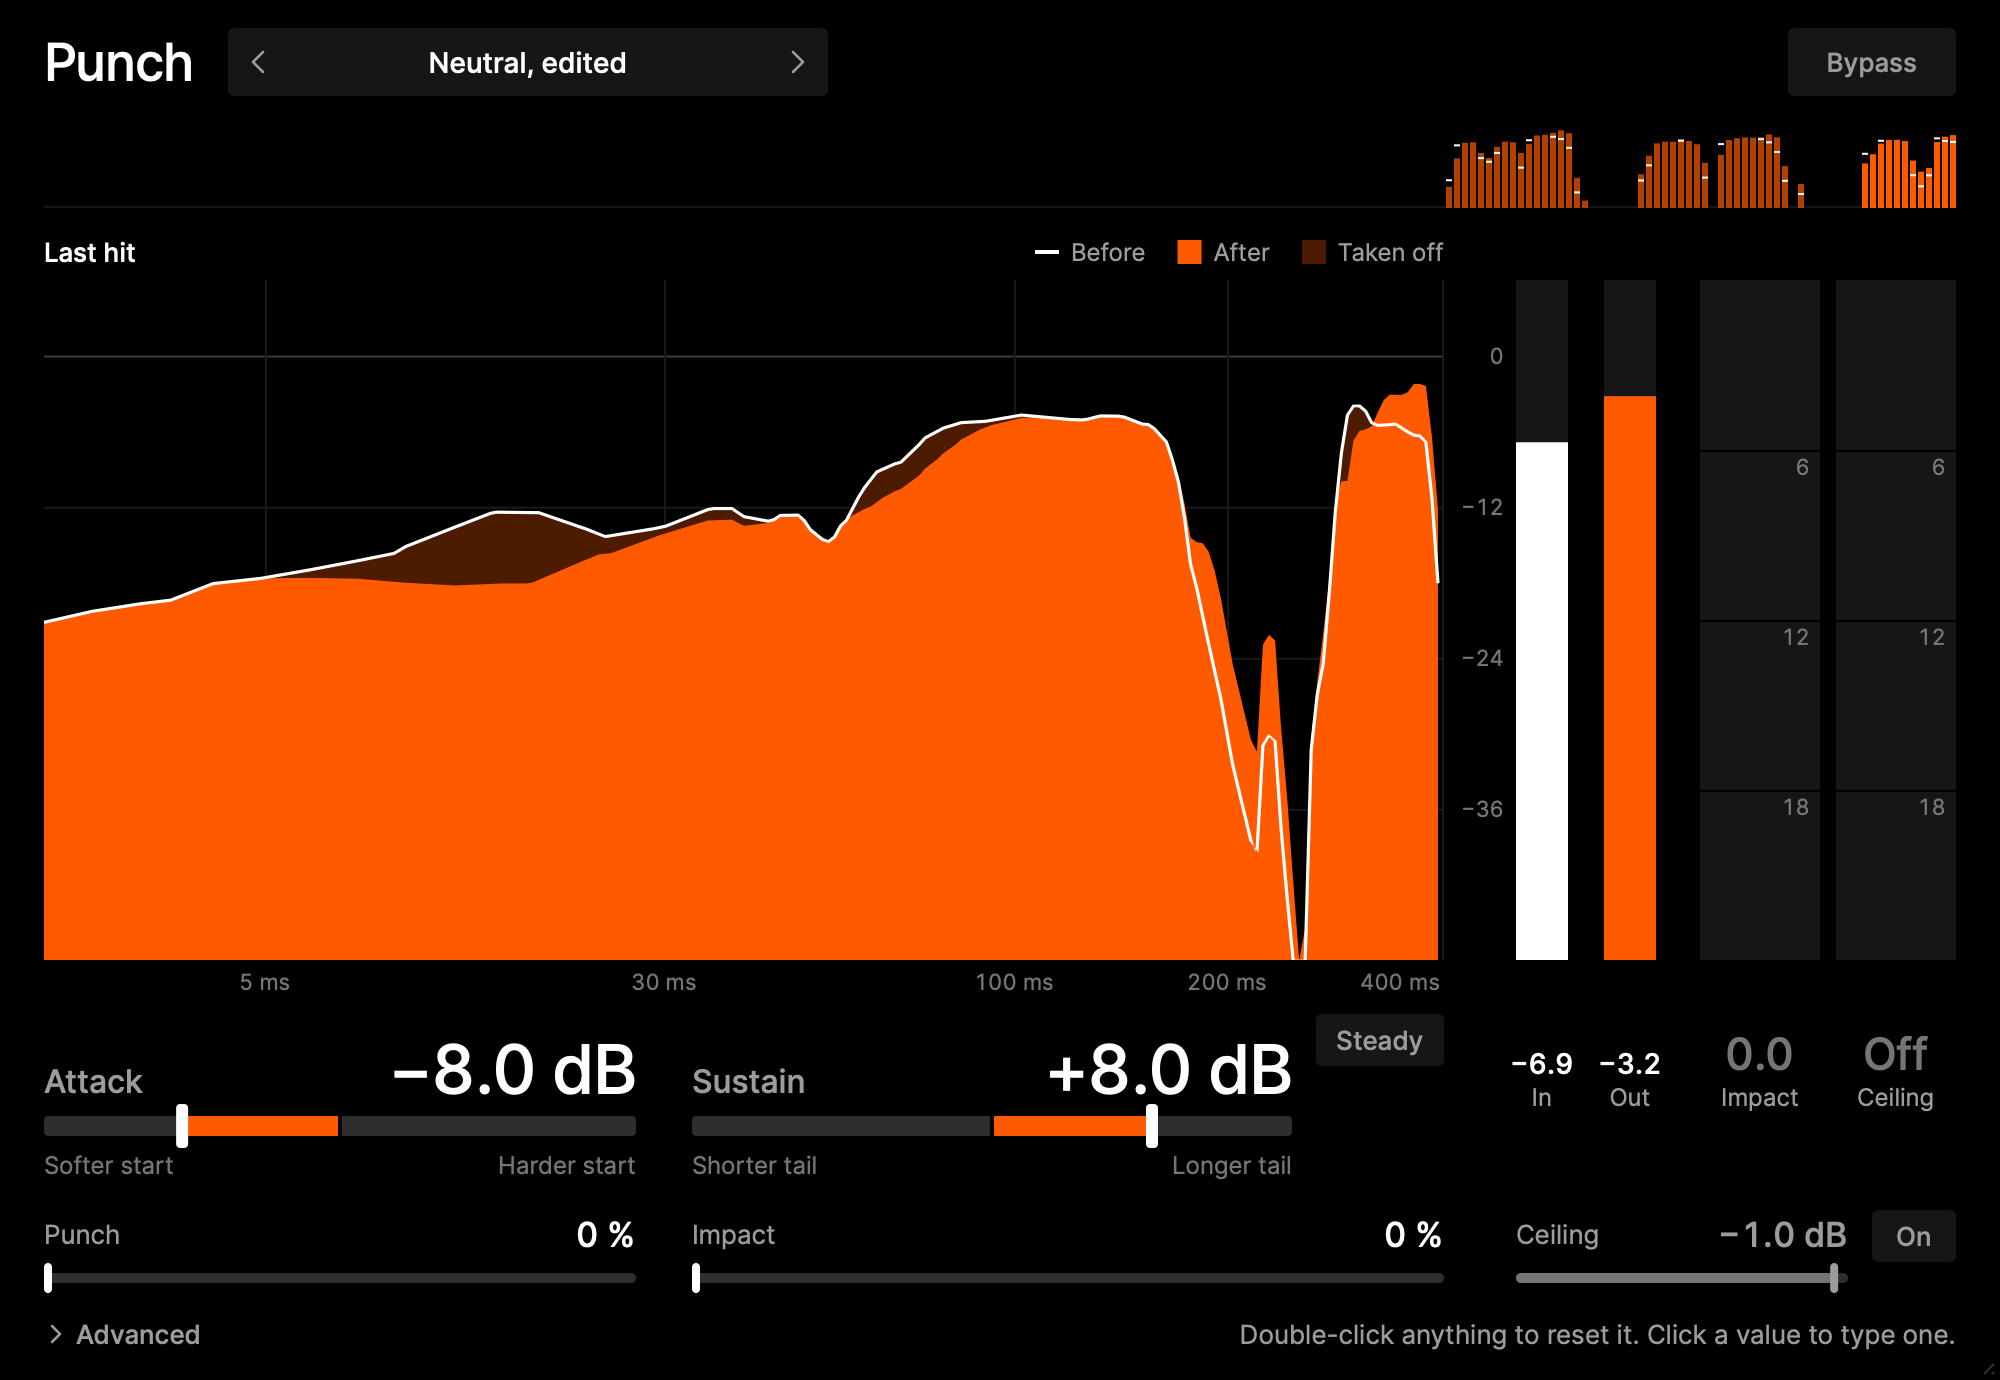 Punch
Neutral, edited
Bypass
Last hit
Before
After
Taken off
0
−12
−24
−36
6
12
18
6
12
18
5 ms
30 ms
100 ms
200 ms
400 ms
Attack
−8.0 dB
Softer start
Harder start
Sustain
+8.0 dB
Steady
Shorter tail
Longer tail
−6.9
In
−3.2
Out
0.0
Impact
Off
Ceiling
Punch
0 %
Impact
0 %
Ceiling
−1.0 dB
On
Advanced
Double-click anything to reset it. Click a value to type one.